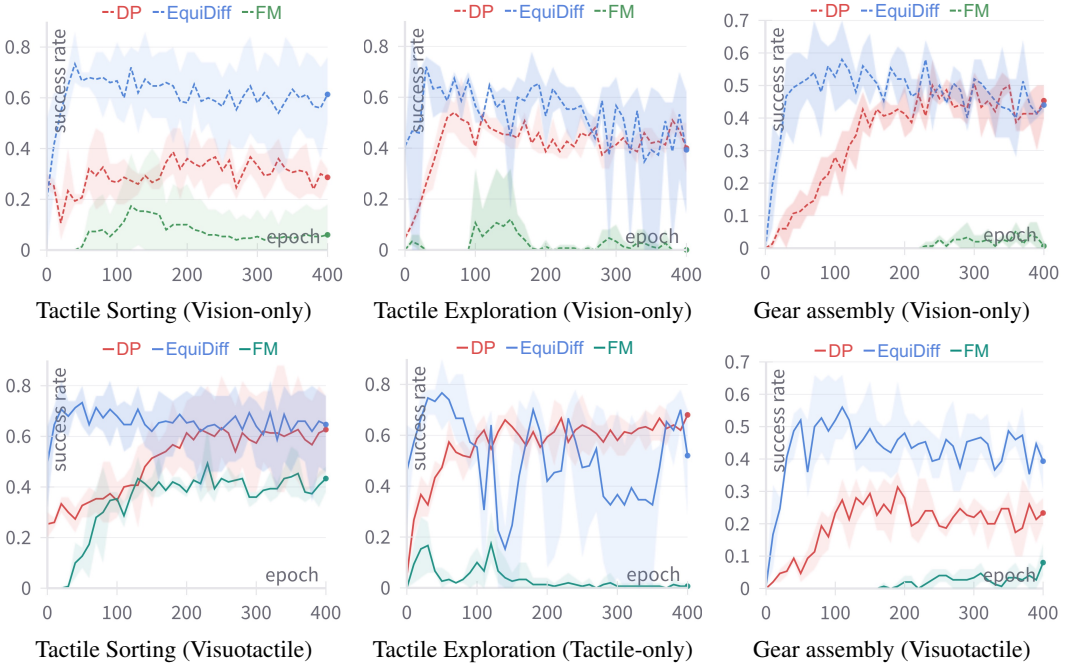 DP EquiDiff FM
success rate
0.8
0.6
0.4
0.2
0
epoch
0 100 200 300 400
Tactile Sorting (Vision-only)
DP EquiDiff FM
success rate
0.8
0.6
0.4
0.2
0
epoch
0 100 200 300 400
Tactile Exploration (Vision-only)
DP EquiDiff FM
success rate
0.7
0.6
0.5
0.4
0.3
0.2
0.1
0
epoch
0 100 200 300 400
Gear assembly (Vision-only)
DP EquiDiff FM
success rate
0.8
0.6
0.4
0.2
0
epoch
0 100 200 300 400
Tactile Sorting (Visuotactile)
DP EquiDiff FM
success rate
0.8
0.6
0.4
0.2
0
epoch
0 100 200 300 400
Tactile Exploration (Tactile-only)
DP EquiDiff FM
success rate
0.7
0.6
0.5
0.4
0.3
0.2
0.1
0
epoch
0 100 200 300 400
Gear assembly (Visuotactile)